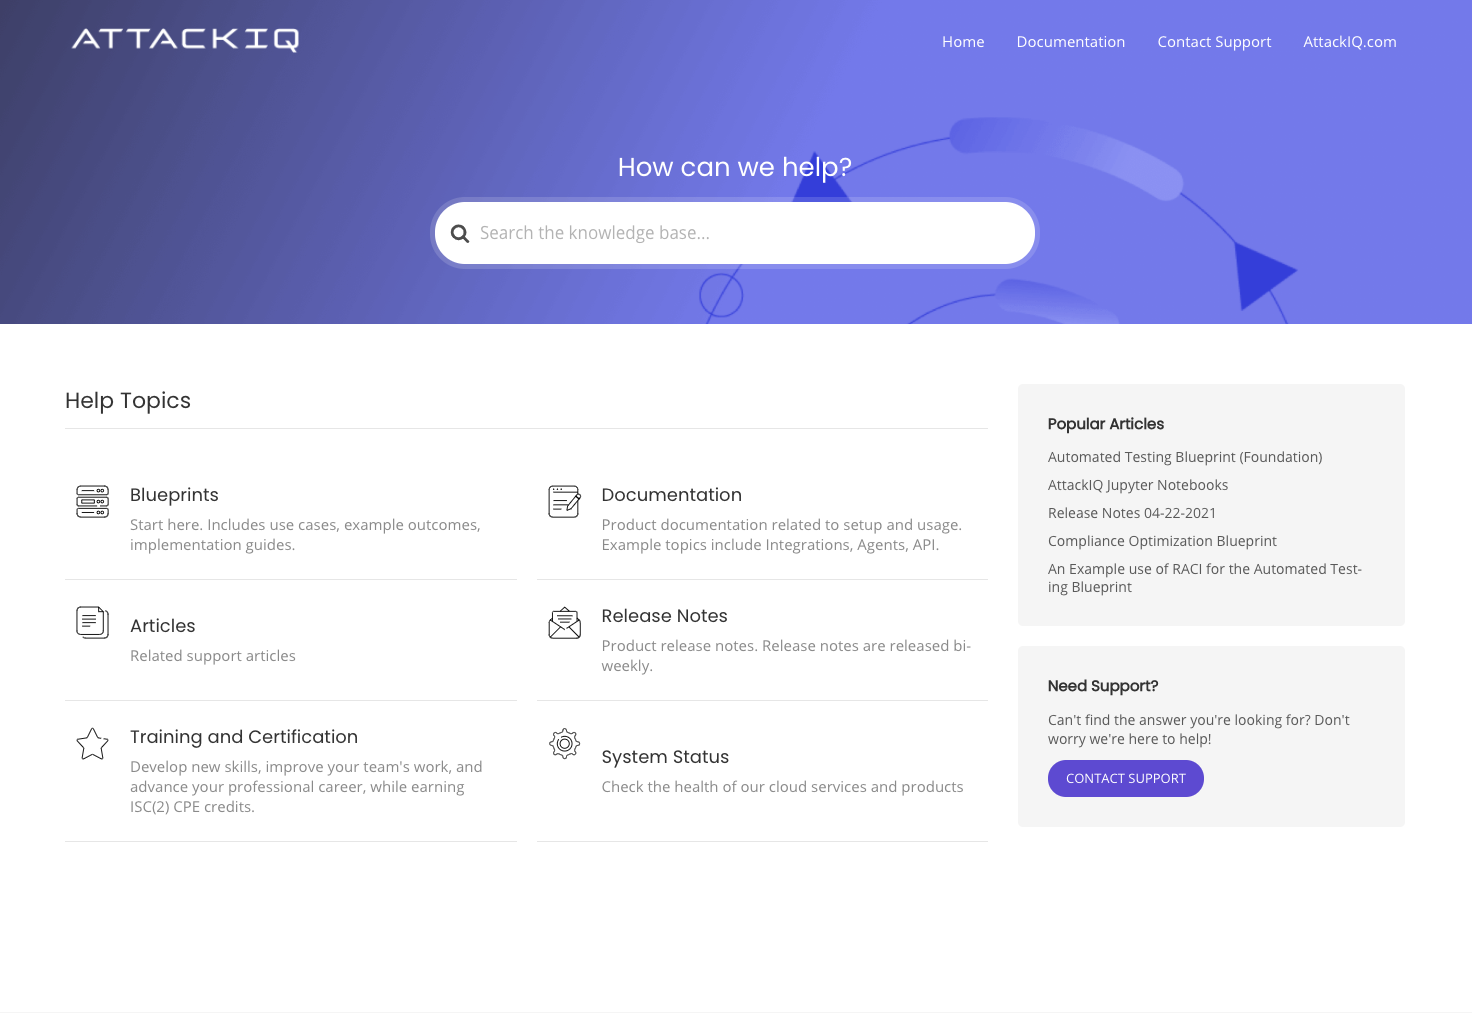 ATTACKIQ
Home Documentation Contact Support AttackIQ.com
How can we help?
Search the knowledge base...
Help Topics
Blueprints
Start here. Includes use cases, example outcomes,
implementation guides.
Documentation
Product documentation related to setup and usage.
Example topics include Integrations, Agents, API.
Articles
Related support articles
Release Notes
Product release notes. Release notes are released bi-
weekly.
Training and Certification
Develop new skills, improve your team's work, and
advance your professional career, while earning
ISC(2) CPE credits.
System Status
Check the health of our cloud services and products
Popular Articles
Automated Testing Blueprint (Foundation)
AttackIQ Jupyter Notebooks
Release Notes 04-22-2021
Compliance Optimization Blueprint
An Example use of RACI for the Automated Test-
ing Blueprint
Need Support?
Can't find the answer you're looking for? Don't
worry we're here to help!
CONTACT SUPPORT